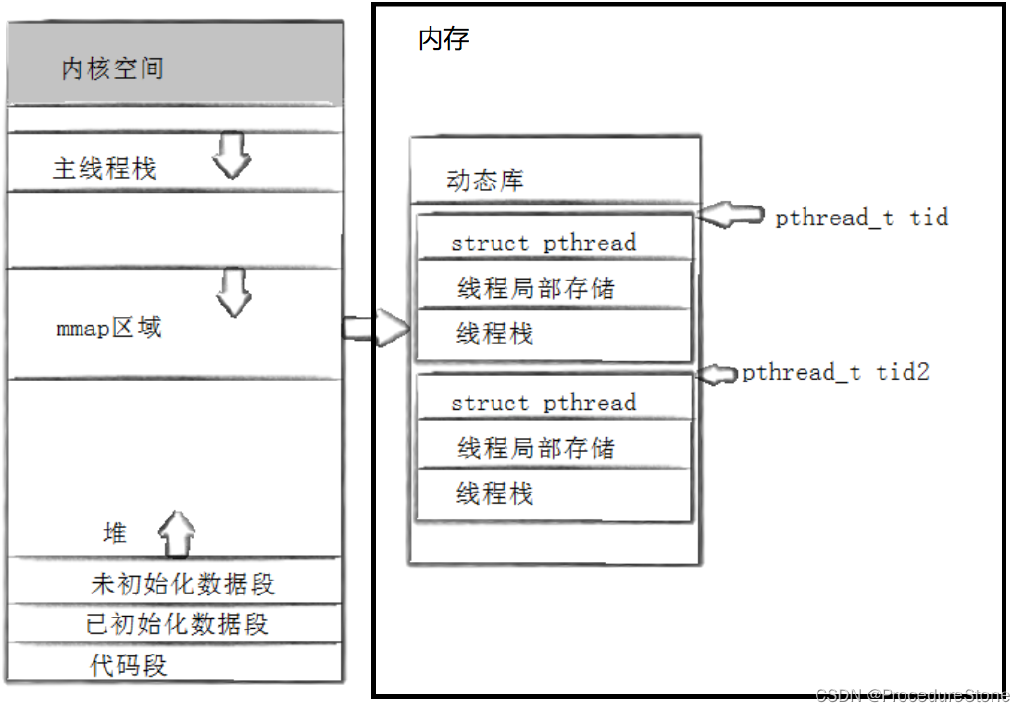 内核空间
主线程栈
mmap区域
堆
未初始化数据段
已初始化数据段
代码段
内存
动态库
struct pthread
线程局部存储
线程栈
pthread_t tid
struct pthread
线程局部存储
线程栈
pthread_t tid2
CSDN @ProcedureStone